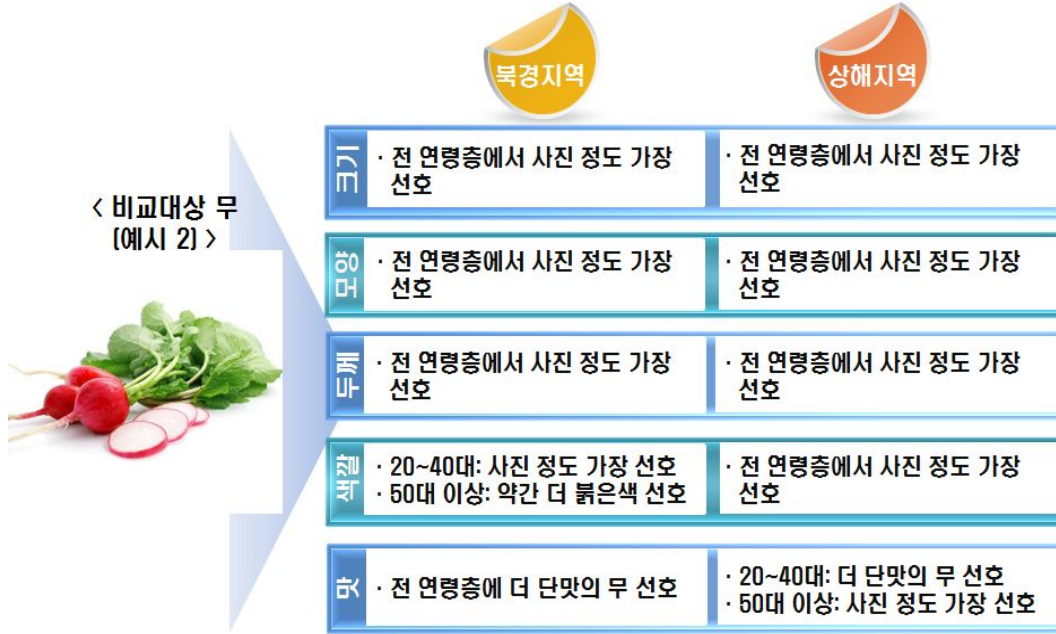 북경지역
상해지역
< 비교대상 무
(예시 2) >
크기
· 전 연령층에서 사진 정도 가장
선호
· 전 연령층에서 사진 정도 가장
선호
모양
· 전 연령층에서 사진 정도 가장
선호
· 전 연령층에서 사진 정도 가장
선호
두께
· 전 연령층에서 사진 정도 가장
선호
· 전 연령층에서 사진 정도 가장
선호
색깔
· 20~40대: 사진 정도 가장 선호
· 50대 이상: 약간 더 붉은색 선호
· 전 연령층에서 사진 정도 가장
선호
맛
· 전 연령층에 더 단맛의 무 선호
· 20~40대: 더 단맛의 무 선호
· 50대 이상: 사진 정도 가장 선호